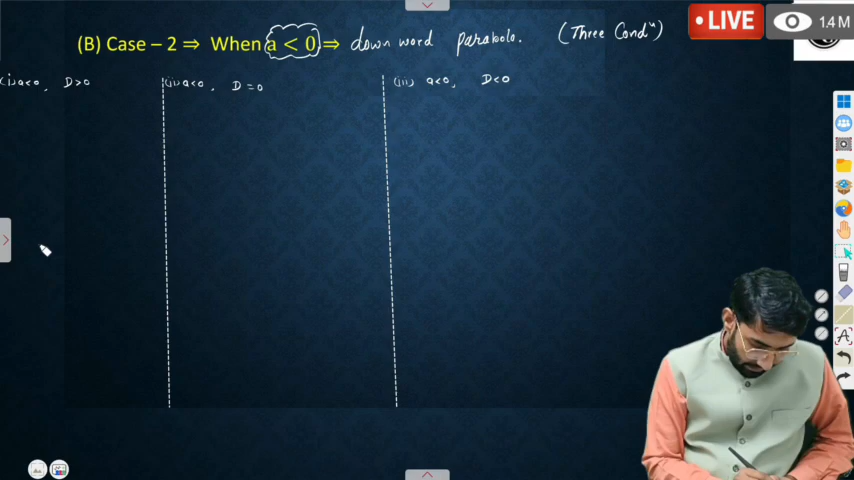 (B) Case – 2 ⇒ When a < 0 ⇒ down word parabola. (Three Condⁿ)
• LIVE 1.4 M
(i) a<0, D>0
(ii) a<0, D=0
(iii) a<0, D<0